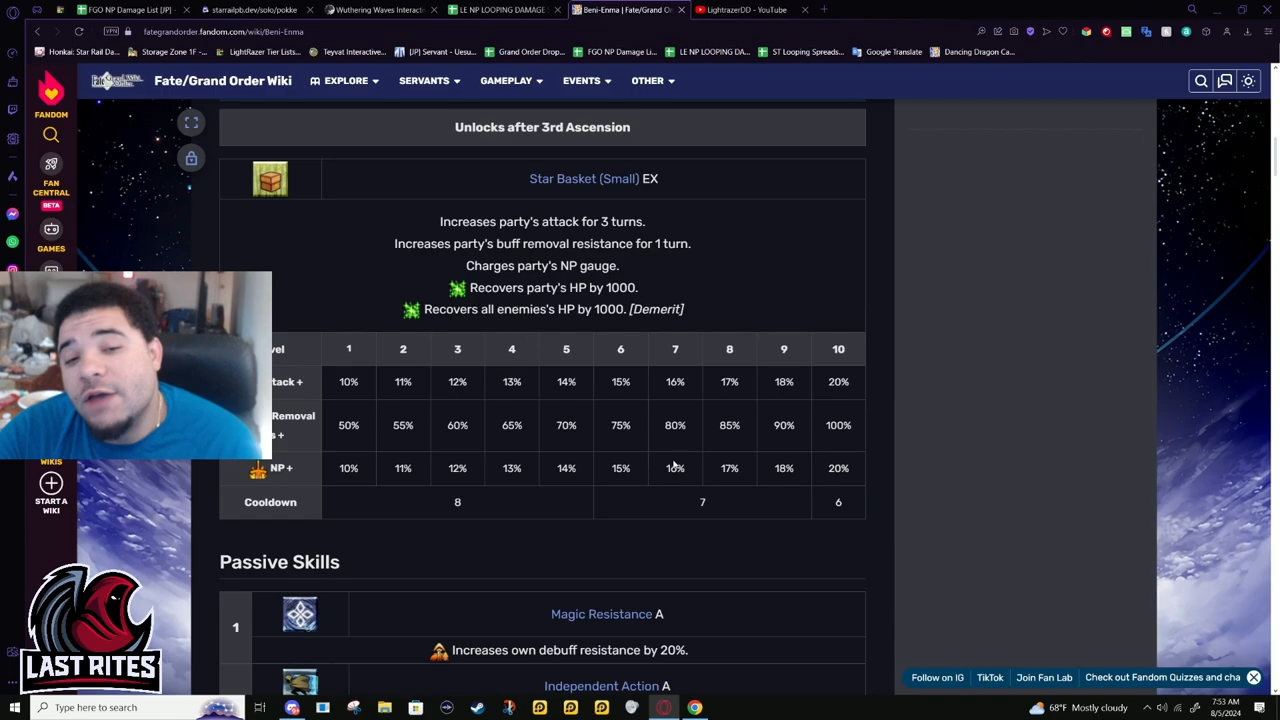 FGO NP Damage List [JP] -
starrailpb.dev/solo/pokke
Wuthering Waves Interactiv
LE NP LOOPING DAMAGE
Beni-Enma | Fate/Grand Or
LightrazerDD - YouTube
VPN
fategrandorder.fandom.com/wiki/Beni-Enma
Honkai: Star Rail Da...
Storage Zone 1F -...
LightRazer Tier Lists...
Teyvat Interactive...
[JP] Servant - Uesu...
Grand Order Drop...
FGO NP Damage Li...
LE NP LOOPING DA...
ST Looping Spreads...
Google Translate
Dancing Dragon Ca...
Fate/Grand Order Wiki
EXPLORE
SERVANTS
GAMEPLAY
EVENTS
OTHER
FANDOM
FAN
CENTRAL
BETA
GAMES
WIKIS
START A
WIKI
Unlocks after 3rd Ascension
Star Basket (Small) EX
Increases party's attack for 3 turns.
Increases party's buff removal resistance for 1 turn.
Charges party's NP gauge.
Recovers party's HP by 1000.
Recovers all enemies's HP by 1000. [Demerit]
vel 1 2 3 4 5 6 7 8 9 10
tack + 10% 11% 12% 13% 14% 15% 16% 17% 18% 20%
Removal
s + 50% 55% 60% 65% 70% 75% 80% 85% 90% 100%
NP + 10% 11% 12% 13% 14% 15% 16% 17% 18% 20%
Cooldown 8 7 6
Passive Skills
1
Magic Resistance A
Increases own debuff resistance by 20%.
Independent Action A
LAST RITES
Follow on IG
TikTok
Join Fan Lab
Check out Fandom Quizzes and cha
Type here to search
68°F Mostly cloudy
7:53 AM
8/5/2024